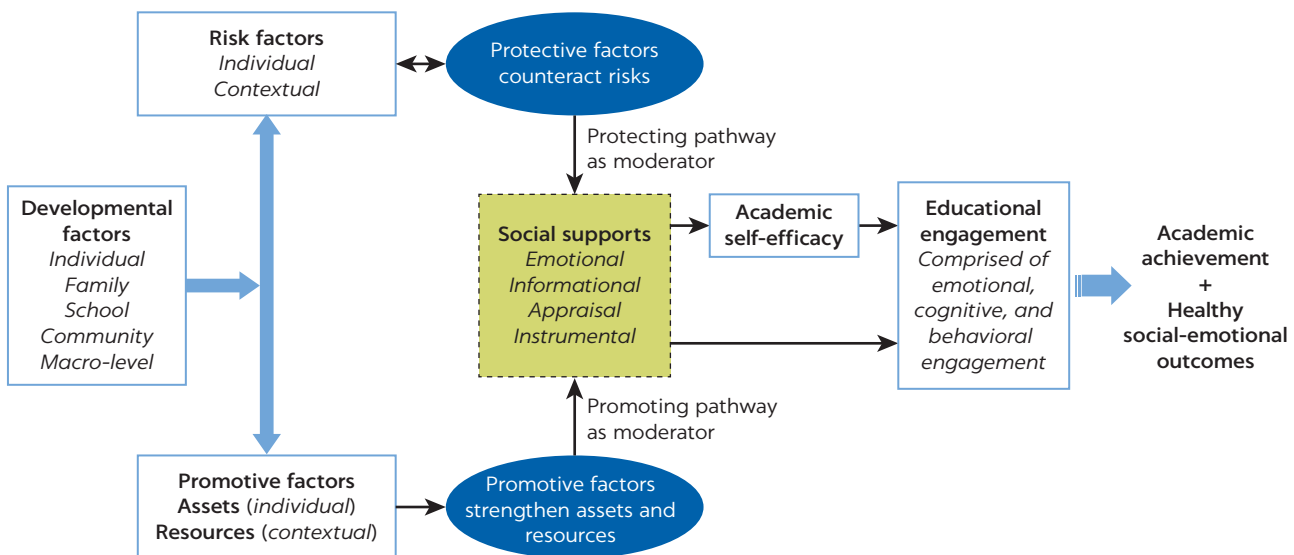 Risk factors
Individual
Contextual
Protective factors
counteract risks
Protecting pathway
as moderator
Developmental
factors
Individual
Family
School
Community
Macro-level
Social supports
Emotional
Informational
Appraisal
Instrumental
Academic
self-efficacy
Educational
engagement
Comprised of
emotional,
cognitive, and
behavioral
engagement
Academic
achievement
+
Healthy
social-emotional
outcomes
Promoting pathway
as moderator
Promotive factors
Assets (individual)
Resources (contextual)
Promotive factors
strengthen assets and
resources